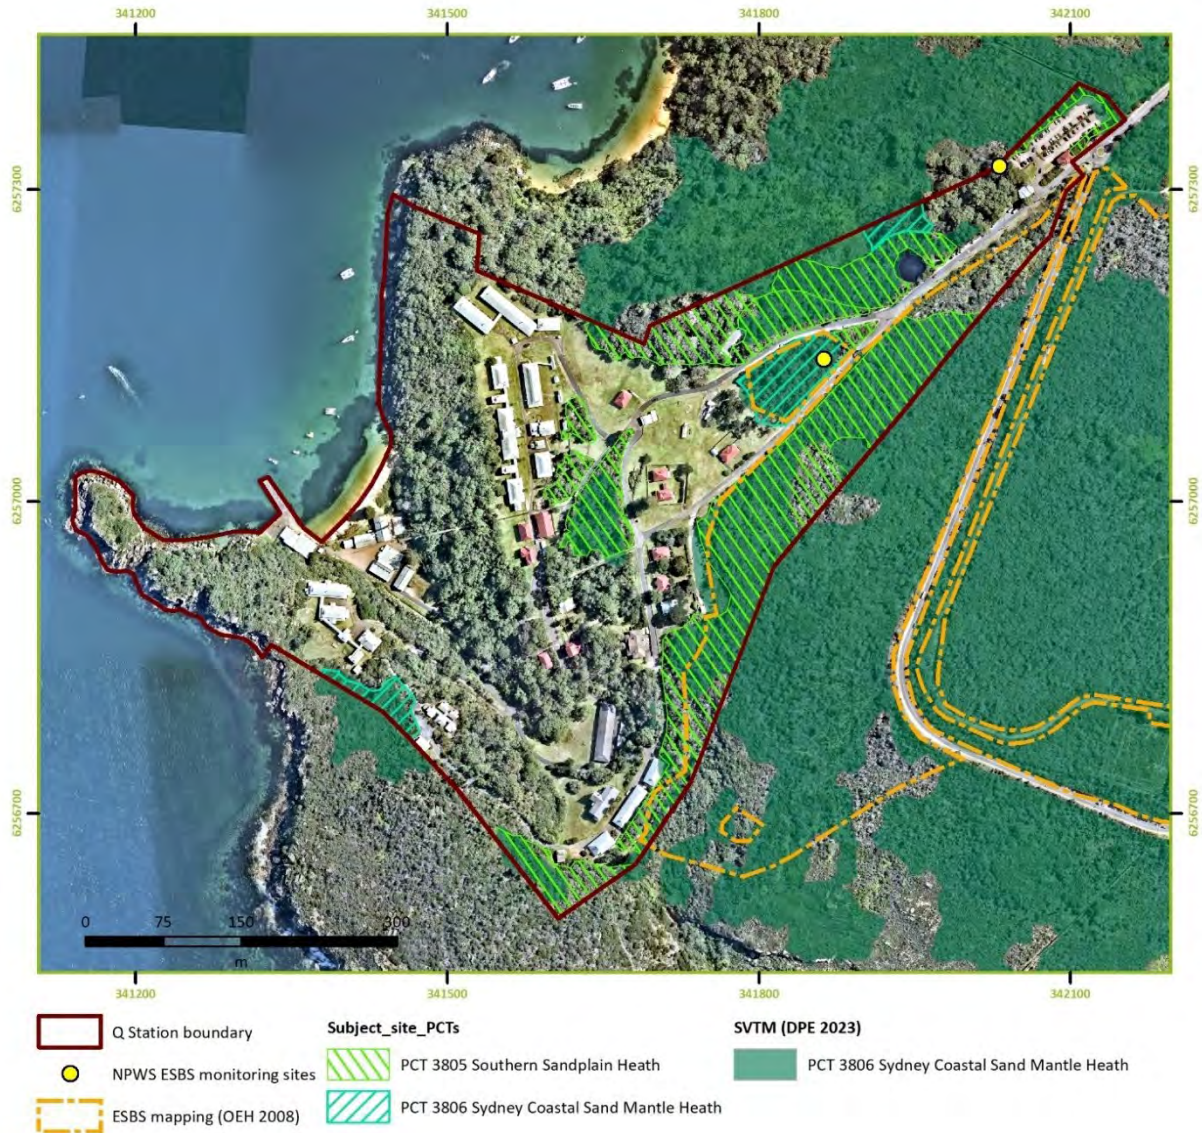 341200 341500 341800 342100
6257300 6257300
6257000 6257000
6256700 6256700
0 75 150 300
m
341200 341500 341800 342100
Q Station boundary
NPWS ESBS monitoring sites
ESBS mapping (OEH 2008)
Subject_site_PCTs
PCT 3805 Southern Sandplain Heath
PCT 3806 Sydney Coastal Sand Mantle Heath
SVTM (DPE 2023)
PCT 3806 Sydney Coastal Sand Mantle Heath